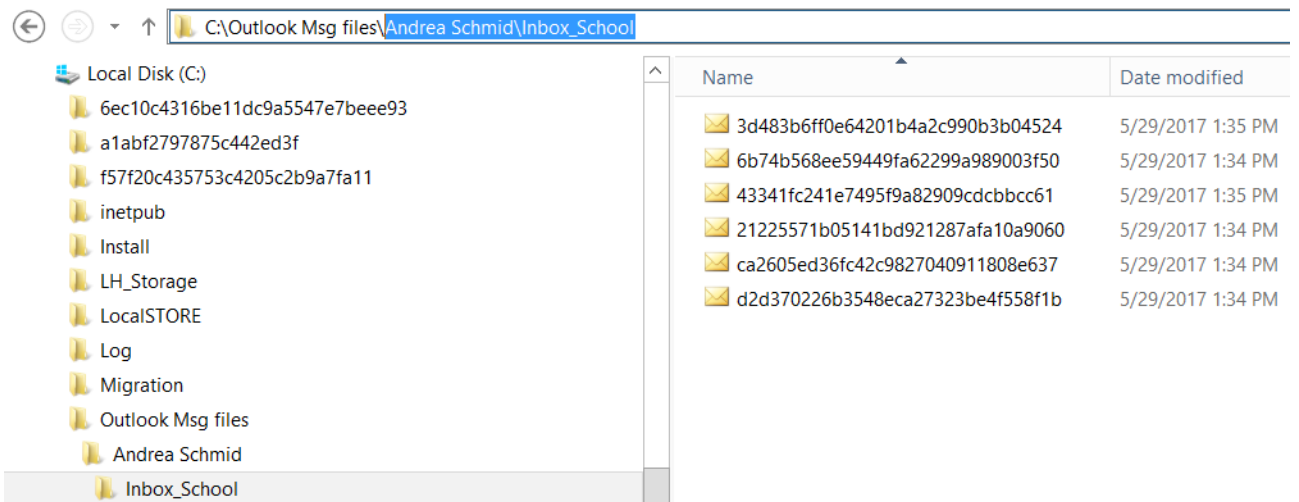 C:\Outlook Msg files\Andrea Schmid\Inbox_School
Local Disk (C:)
6ec10c4316be11dc9a5547e7beee93
a1abf2797875c442ed3f
f57f20c435753c4205c2b9a7fa11
inetpub
Install
LH_Storage
LocalSTORE
Log
Migration
Outlook Msg files
Andrea Schmid
Inbox_School
Name Date modified
3d483b6ff0e64201b4a2c990b3b04524 5/29/2017 1:35 PM
6b74b568ee59449fa62299a989003f50 5/29/2017 1:34 PM
43341fc241e7495f9a82909cdcbbcc61 5/29/2017 1:35 PM
21225571b05141bd921287afa10a9060 5/29/2017 1:34 PM
ca2605ed36fc42c9827040911808e637 5/29/2017 1:34 PM
d2d370226b3548eca27323be4f558f1b 5/29/2017 1:34 PM